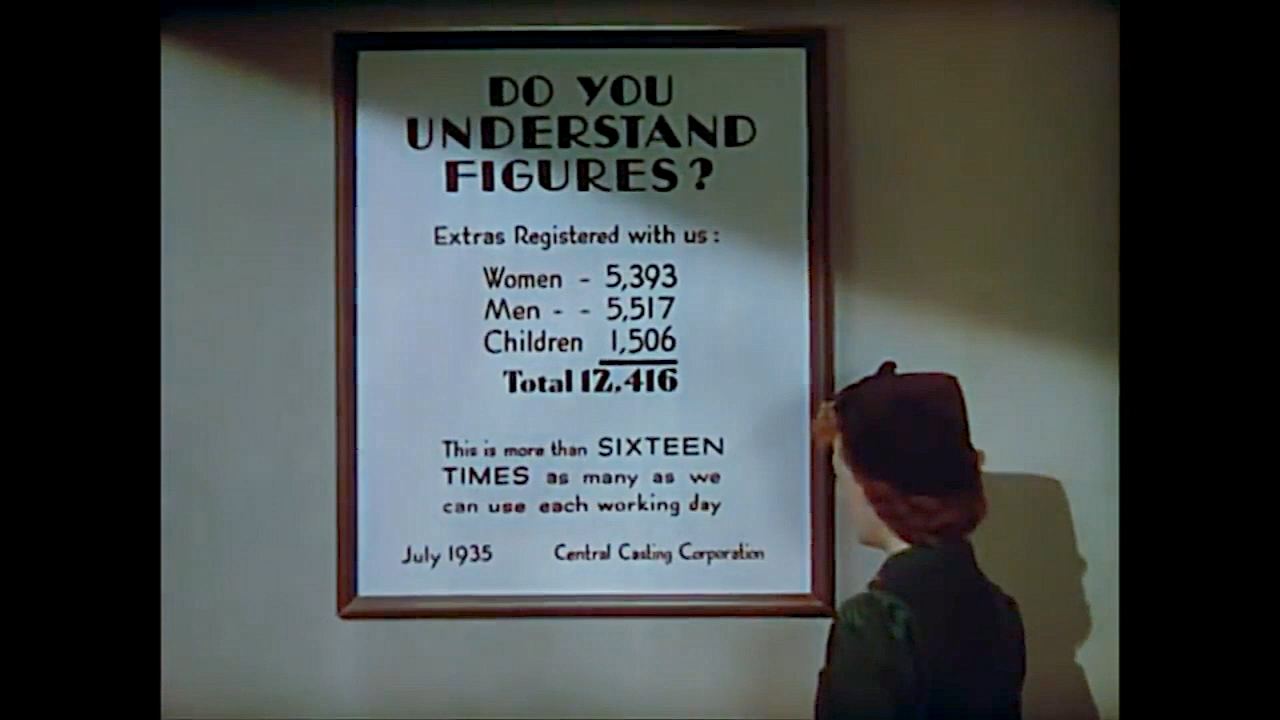 DO YOU
UNDERSTAND
FIGURES?
Extras Registered with us:
Women - 5,393
Men - - 5,517
Children 1,506
Total 12,416
This is more than SIXTEEN
TIMES as many as we
can use each working day
July 1935 Central Casting Corporation